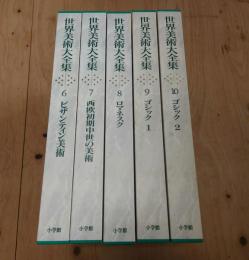 世界美術大全集
6
ビザンティン美術
小学館
世界美術大全集
7
西欧初期中世の美術
小学館
世界美術大全集
8
ロマネスク
小学館
世界美術大全集
9
ゴシック 1
小学館
世界美術大全集
10
ゴシック 2
小学館